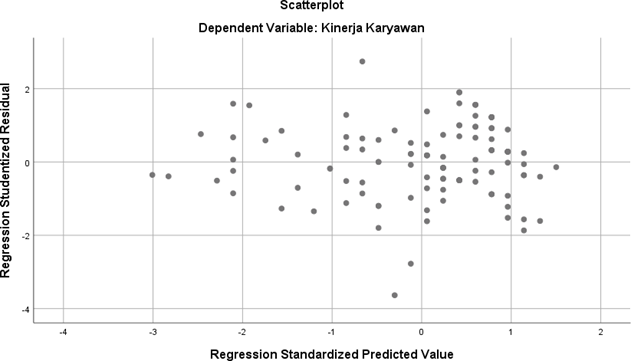 Scatterplot
Dependent Variable: Kinerja Karyawan
Regression Studentized Residual
2
0
-2
-4
-4
-3
-2
-1
0
1
2
Regression Standardized Predicted Value